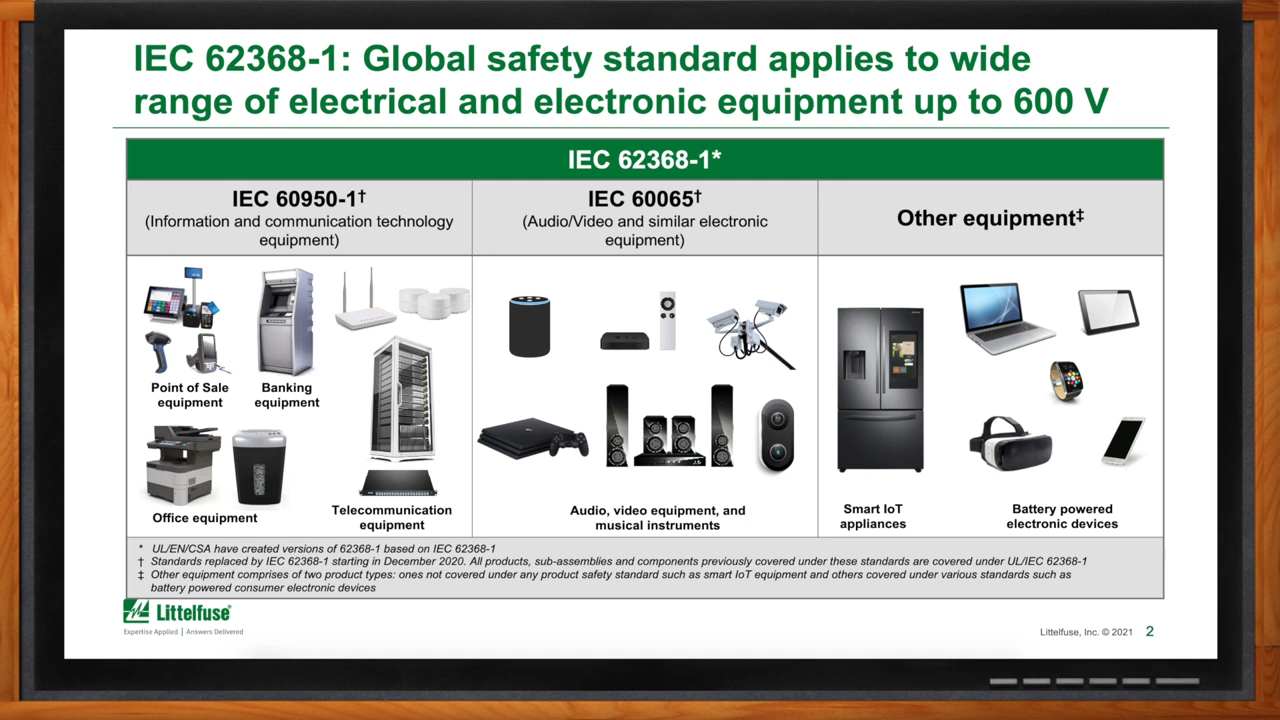 IEC 62368-1: Global safety standard applies to wide
range of electrical and electronic equipment up to 600 V
IEC 62368-1*
IEC 60950-1†
(Information and communication technology
equipment)
IEC 60065†
(Audio/Video and similar electronic
equipment)
Other equipment‡
Point of Sale
equipment
Banking
equipment
Office equipment
Telecommunication
equipment
Audio, video equipment, and
musical instruments
Smart IoT
appliances
Battery powered
electronic devices
* UL/EN/CSA have created versions of 62368-1 based on IEC 62368-1
† Standards replaced by IEC 62368-1 starting in December 2020. All products, sub-assemblies and components previously covered under these standards are covered under UL/IEC 62368-1
‡ Other equipment comprises of two product types: ones not covered under any product safety standard such as smart IoT equipment and others covered under various standards such as
battery powered consumer electronic devices
Littelfuse®
Expertise Applied | Answers Delivered
Littelfuse, Inc. © 2021 2